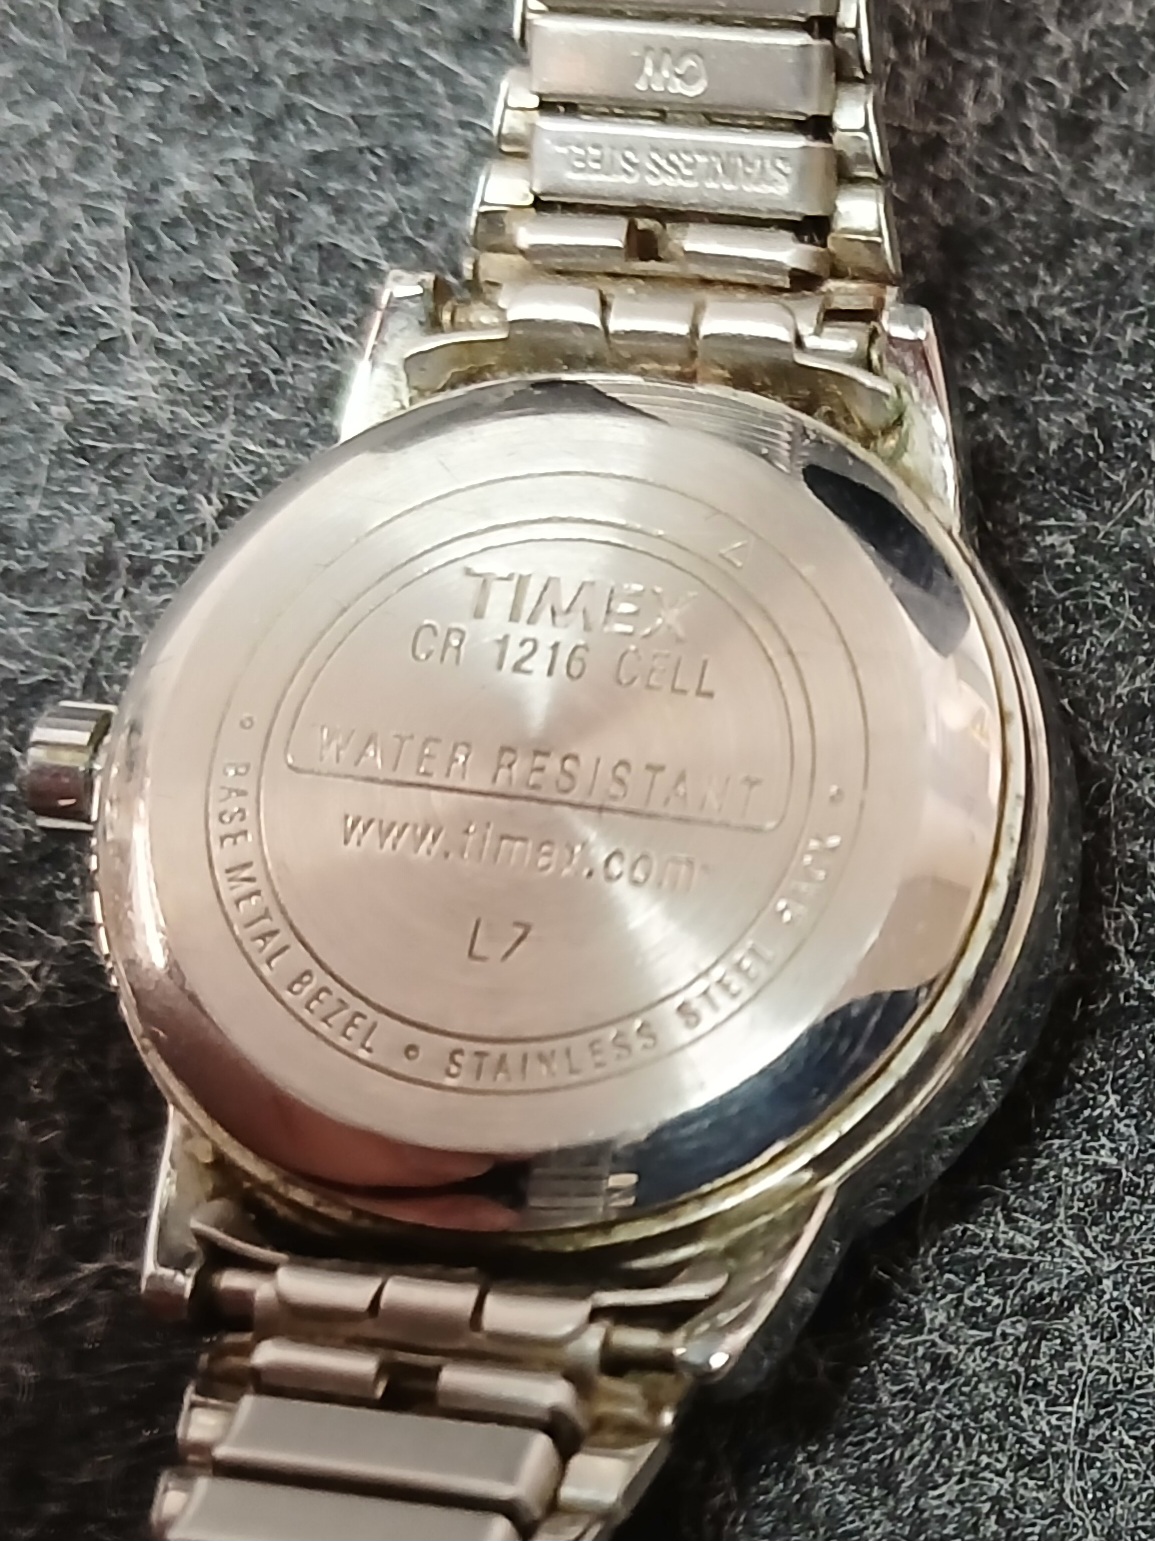 CW
STAINLESS STEEL
TIMEX
CR 1216 CELL
WATER RESISTANT
www.timex.com
L7
BASE METAL BEZEL • STAINLESS STEEL BACK